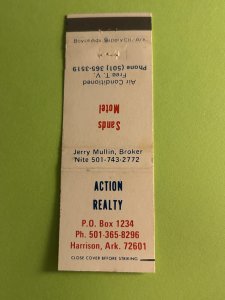 Air Conditioned
Free T. V.
Phone (501) 365-3519
Sands
Motel
Jerry Mullin, Broker
Nite 501-743-2772
ACTION
REALTY
P.O. Box 1234
Ph. 501-365-8296
Harrison, Ark. 72601
CLOSE COVER BEFORE STRIKING